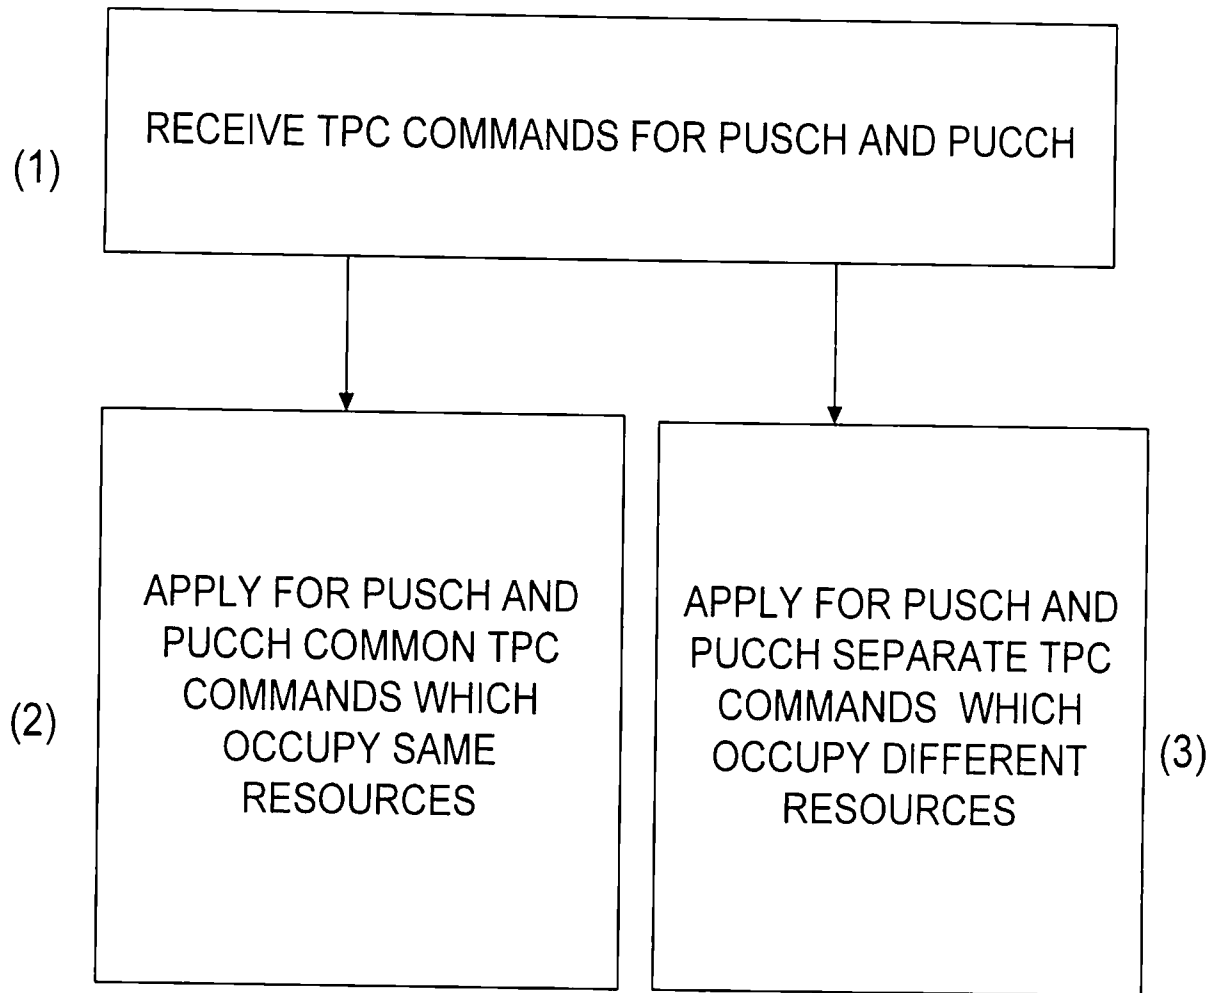 RECEIVE TPC COMMANDS FOR PUSCH AND PUCCH
(1)
APPLY FOR PUSCH AND
PUCCH COMMON TPC
COMMANDS WHICH
OCCUPY SAME
RESOURCES
(2)
APPLY FOR PUSCH AND
PUCCH SEPARATE TPC
COMMANDS WHICH
OCCUPY DIFFERENT
RESOURCES
(3)